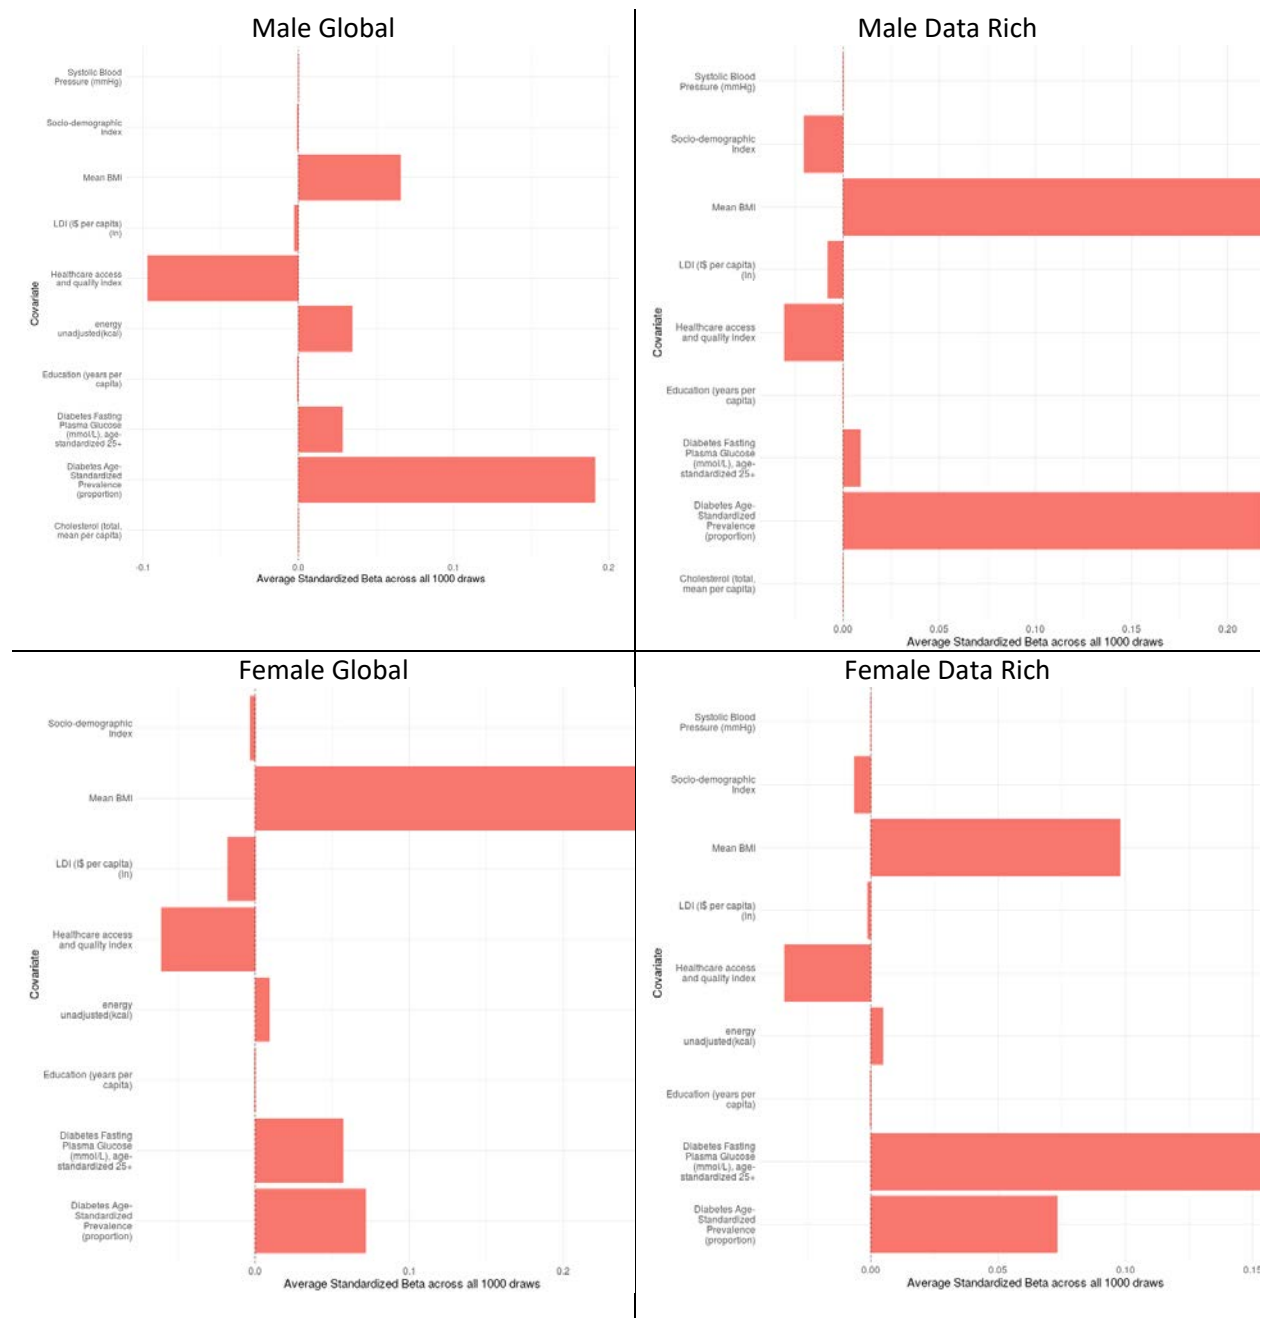 Male Global
Systolic Blood
Pressure (mmHg)
Socio-demographic
Index
Mean BMI
LDI (I$ per capita)
(ln)
Healthcare access
and quality index
energy
unadjusted(kcal)
Education (years per
capita)
Diabetes Fasting
Plasma Glucose
(mmol/L), age-
standardized 25+
Diabetes Age-
Standardized
Prevalence
(proportion)
Cholesterol (total,
mean per capita)
Covariate
-0.1 0.0 0.1 0.2
Average Standardized Beta across all 1000 draws
Male Data Rich
Systolic Blood
Pressure (mmHg)
Socio-demographic
Index
Mean BMI
LDI (I$ per capita)
(ln)
Healthcare access
and quality index
Education (years per
capita)
Diabetes Fasting
Plasma Glucose
(mmol/L), age-
standardized 25+
Diabetes Age-
Standardized
Prevalence
(proportion)
Cholesterol (total,
mean per capita)
Covariate
0.00 0.05 0.10 0.15 0.20
Average Standardized Beta across all 1000 draws
Female Global
Socio-demographic
Index
Mean BMI
LDI (I$ per capita)
(ln)
Healthcare access
and quality index
energy
unadjusted(kcal)
Education (years per
capita)
Diabetes Fasting
Plasma Glucose
(mmol/L), age-
standardized 25+
Diabetes Age-
Standardized
Prevalence
(proportion)
Covariate
0.0 0.1 0.2
Average Standardized Beta across all 1000 draws
Female Data Rich
Systolic Blood
Pressure (mmHg)
Socio-demographic
Index
Mean BMI
LDI (I$ per capita)
(ln)
Healthcare access
and quality index
energy
unadjusted(kcal)
Education (years per
capita)
Diabetes Fasting
Plasma Glucose
(mmol/L), age-
standardized 25+
Diabetes Age-
Standardized
Prevalence
(proportion)
Covariate
0.00 0.05 0.10 0.15
Average Standardized Beta across all 1000 draws